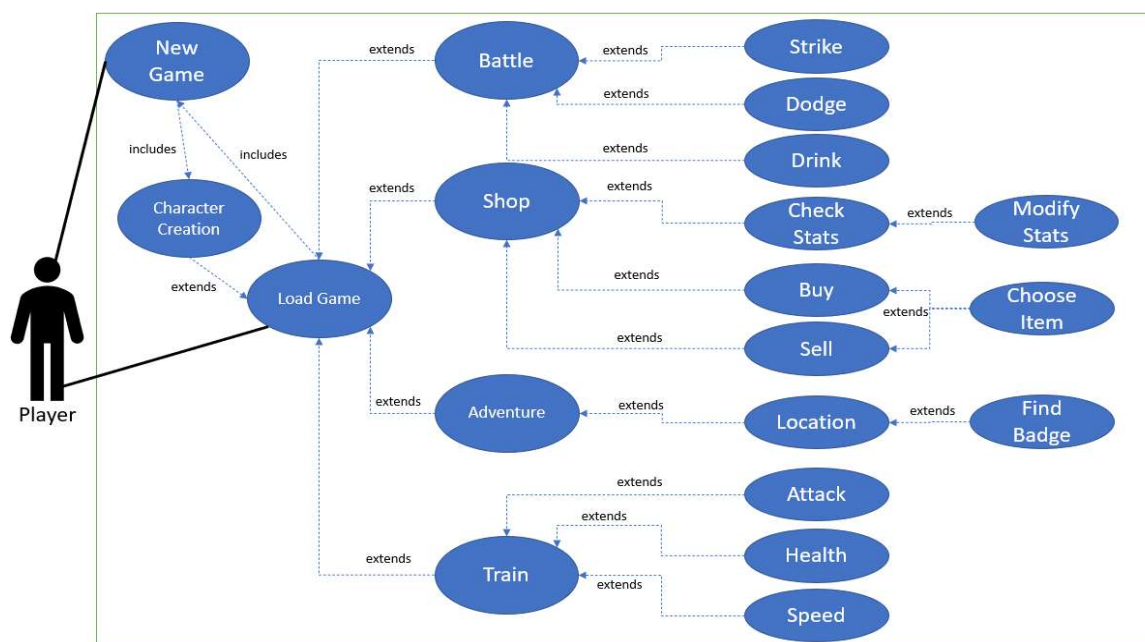 New
Game
includes
includes
Character
Creation
extends
Load Game
Player
extends
Battle
extends
Strike
extends
Dodge
extends
Drink
extends
Shop
extends
Check
Stats
extends
Modify
Stats
extends
Buy
extends
Choose
Item
extends
Sell
extends
Adventure
extends
Location
extends
Find
Badge
extends
Attack
extends
Train
extends
Health
extends
Speed